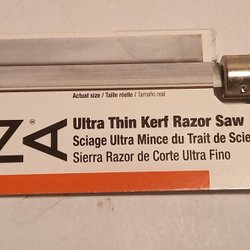 Actual size / Taille réelle / Tamaño real
ZA®
Ultra Thin Kerf Razor Saw
Sciage Ultra Mince du Trait de Scie
Sierra Razor de Corte Ultra Fino